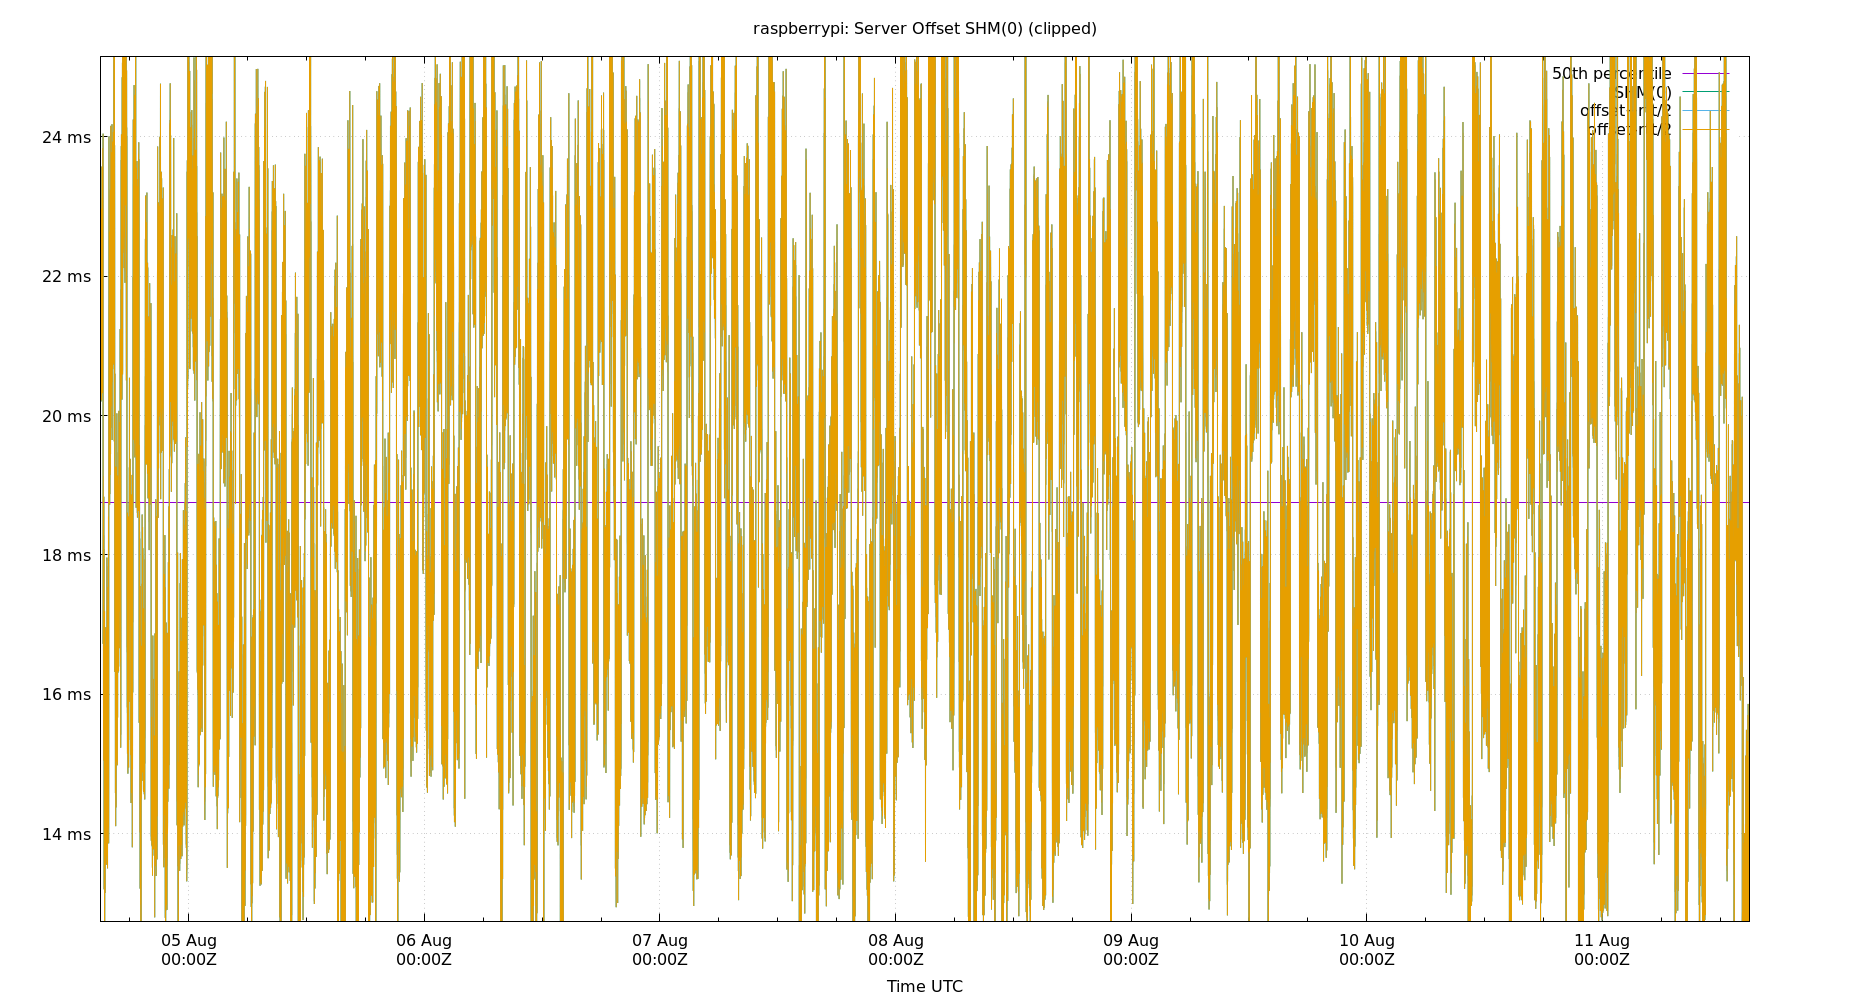 raspberrypi: Server Offset SHM(0) (clipped)
50th percentile
SHM(0)
24 ms
22 ms
20 ms
18 ms
16 ms
14 ms
05 Aug
00:00Z
06 Aug
00:00Z
07 Aug
00:00Z
08 Aug
00:00Z
09 Aug
00:00Z
10 Aug
00:00Z
11 Aug
00:00Z
Time UTC